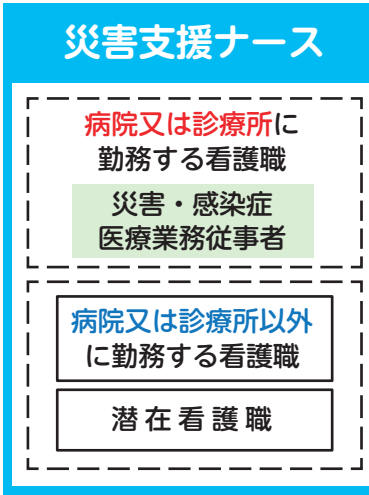 災害支援ナース
病院又は診療所に
勤務する看護職
災害・感染症
医療業務従事者
病院又は診療所以外
に勤務する看護職
潜在看護職